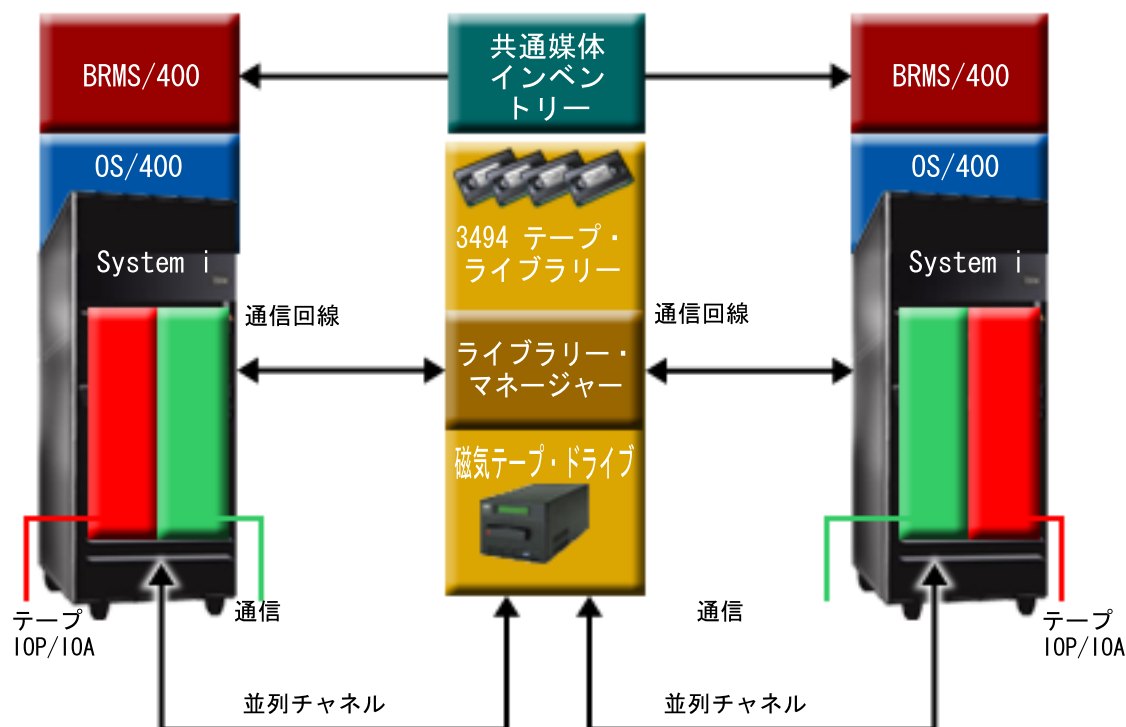 BRMS/400
共通媒体
インベン
トリー
BRMS/400
OS/400
OS/400
3494 テープ・
ライブラリー
System i
System i
通信回線
通信回線
ライブラリー・
マネージャー
磁気テープ・ドライブ
テープ
IOP/IOA
通信
通信
テープ
IOP/IOA
並列チャネル
並列チャネル